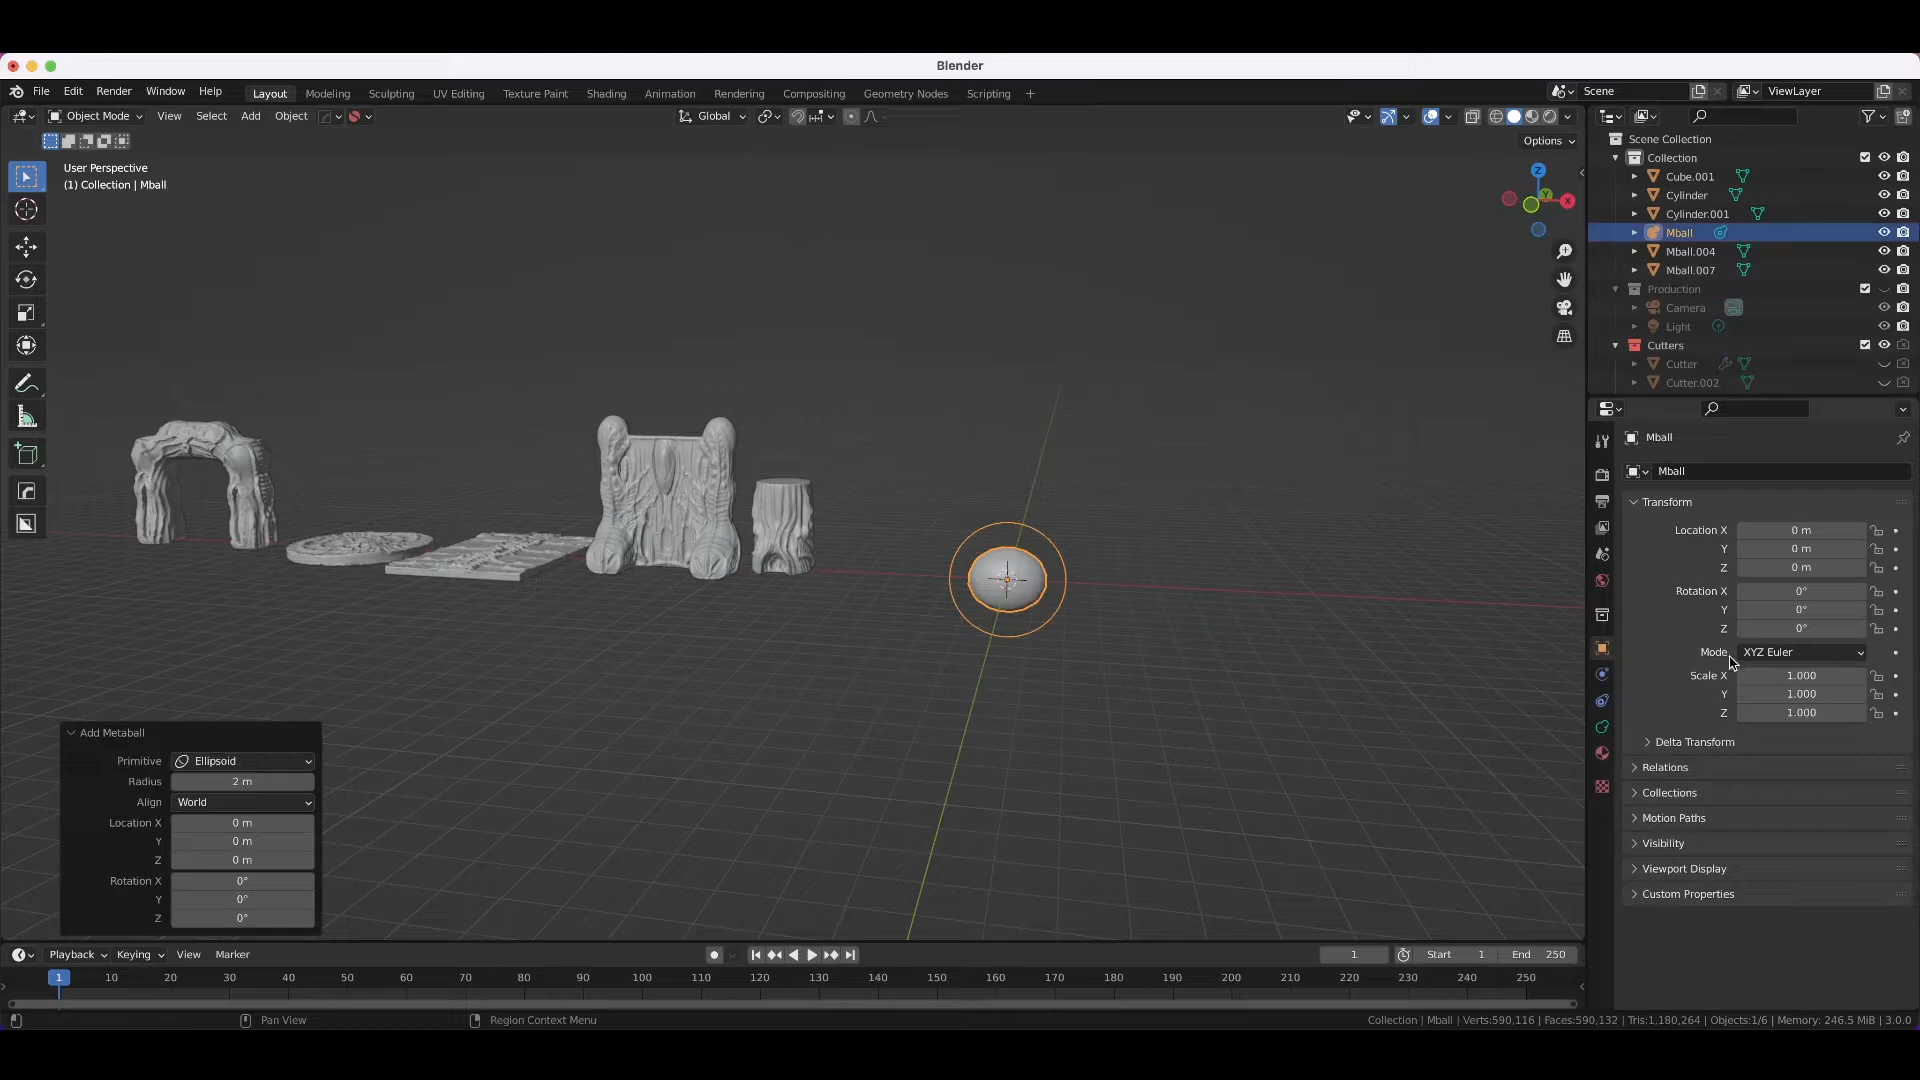 Blender
File Edit Render Window Help Layout Modeling Sculpting UV Editing Texture Paint Shading Animation Rendering Compositing Geometry Nodes Scripting + Scene ViewLayer
Object Mode View Select Add Object Global
Options
User Perspective
(1) Collection | Mball
Z
Y
X
Scene Collection
Collection
Cube.001
Cylinder
Cylinder.001
Mball
Mball.004
Mball.007
Production
Camera
Light
Cutters
Cutter
Cutter.002
Mball
Mball
Transform
Location X 0 m
Y 0 m
Z 0 m
Rotation X 0°
Y 0°
Z 0°
Mode XYZ Euler
Scale X 1.000
Y 1.000
Z 1.000
Delta Transform
Relations
Collections
Motion Paths
Visibility
Viewport Display
Custom Properties
Add Metaball
Primitive Ellipsoid
Radius 2 m
Align World
Location X 0 m
Y 0 m
Z 0 m
Rotation X 0°
Y 0°
Z 0°
Playback Keying View Marker 1 Start 1 End 250
1 10 20 30 40 50 60 70 80 90 100 110 120 130 140 150 160 170 180 190 200 210 220 230 240 250
Pan View Region Context Menu Collection | Mball | Verts:590,116 | Faces:590,132 | Tris:1,180,264 | Objects:1/6 | Memory: 246.5 MiB | 3.0.0